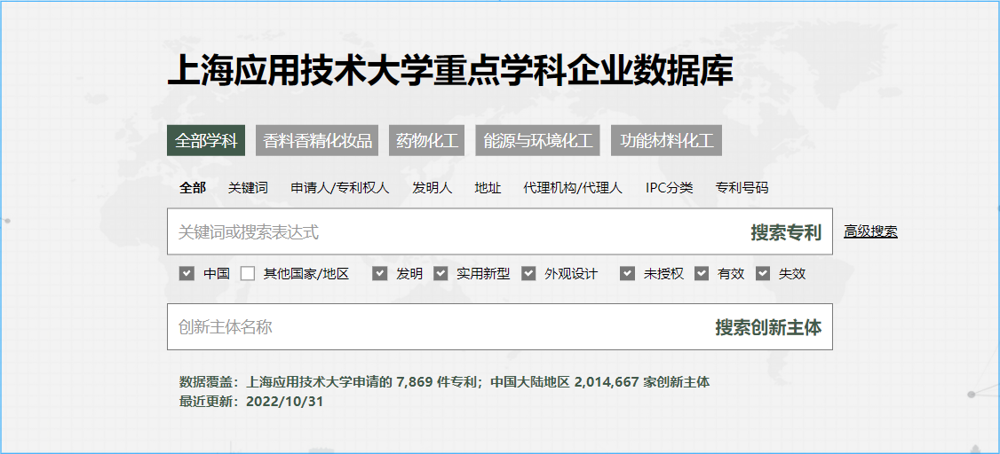 上海应用技术大学重点学科企业数据库
全部学科 香料香精化妆品 药物化工 能源与环境化工 功能材料化工
全部 关键词 申请人/专利权人 发明人 地址 代理机构/代理人 IPC分类 专利号码
关键词或搜索表达式 搜索专利 高级搜索
中国 其他国家/地区 发明 实用新型 外观设计 未授权 有效 失效
创新主体名称 搜索创新主体
数据覆盖：上海应用技术大学申请的 7,869 件专利；中国大陆地区 2,014,667 家创新主体
最近更新：2022/10/31